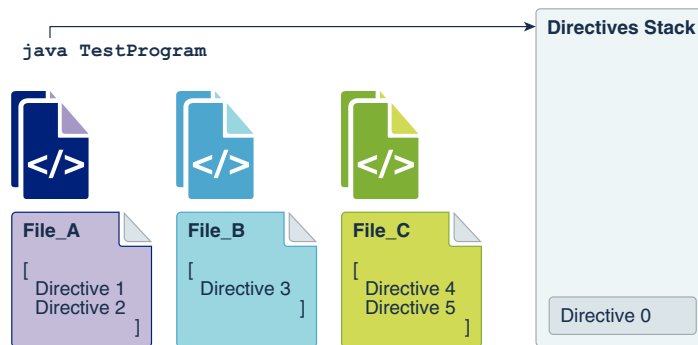 java TestProgram
Directives Stack
</>
</>
</>
File_A
[
Directive 1
Directive 2
]
File_B
[
Directive 3
]
File_C
[
Directive 4
Directive 5
]
Directive 0